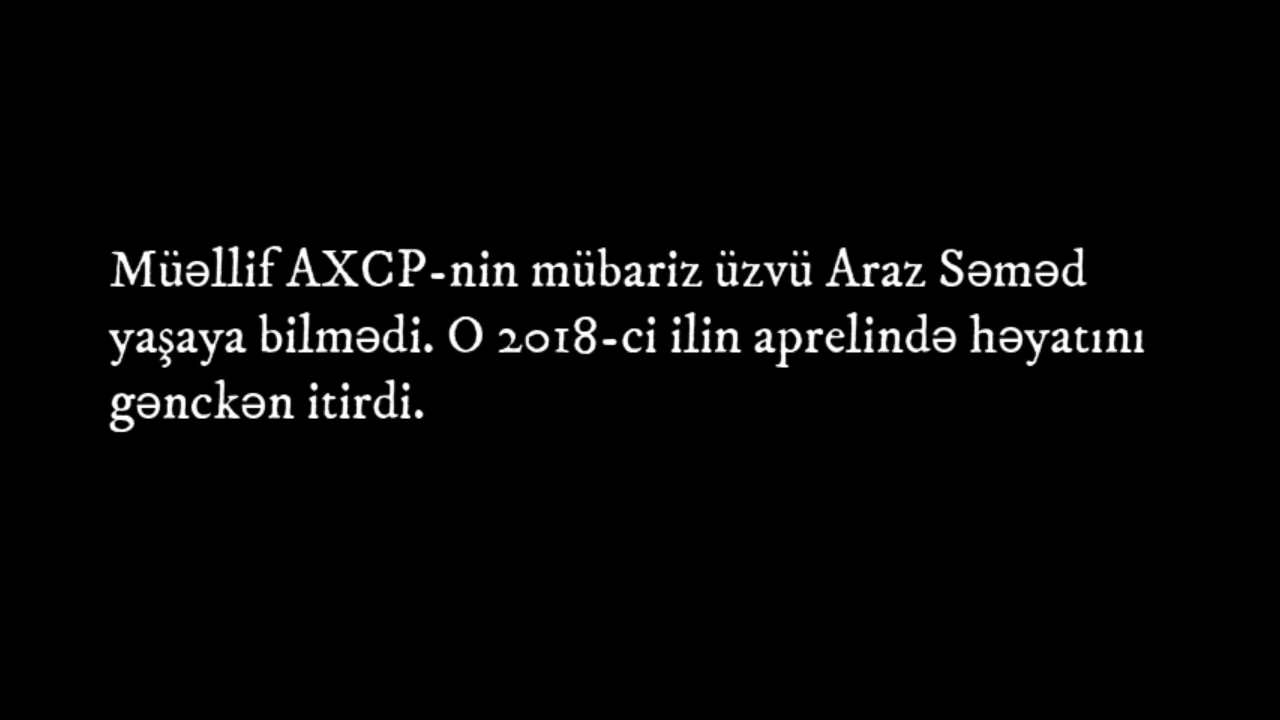 Müəllif AXCP-nin mübariz üzvü Araz Səməd
yaşaya bilmədi. O 2018-ci ilin aprelində həyatını
gənckən itirdi.